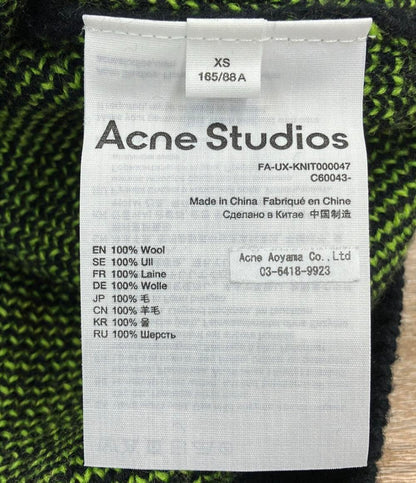 XS
165/88A
Acne Studios
FA-UX-KNIT000047
C60043-
Made in China Fabriqué en Chine
Сделано в Китае 中国制造
EN 100% Wool
SE 100% Ull
FR 100% Laine
DE 100% Wolle
JP 100% 毛
CN 100% 羊毛
KR 100% 울
RU 100% Шерсть
Acne Aoyama Co.,Ltd
03-6418-9923